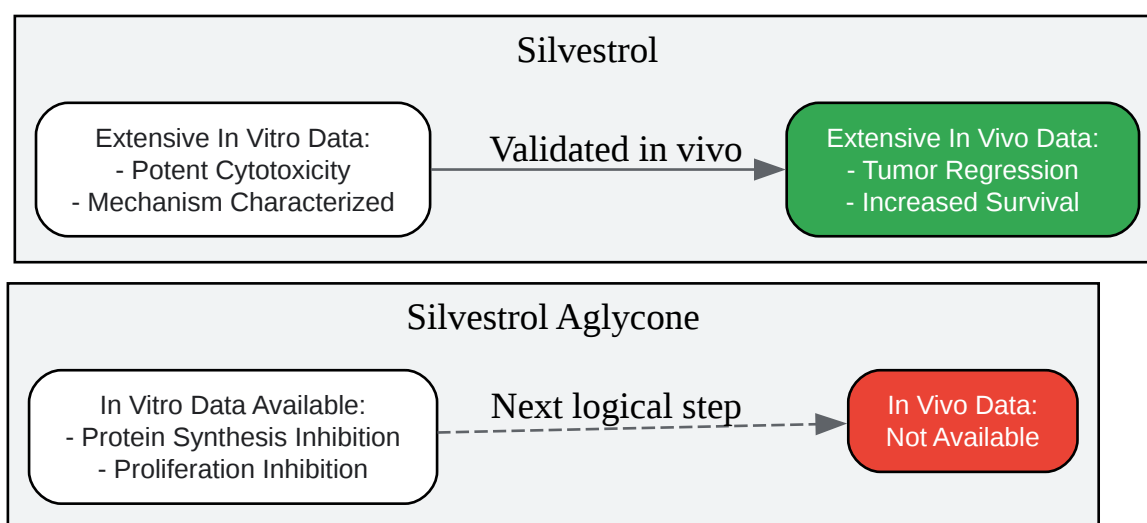 Silvestrol
Extensive In Vitro Data:
- Potent Cytotoxicity
- Mechanism Characterized
Validated in vivo
Extensive In Vivo Data:
- Tumor Regression
- Increased Survival
Silvestrol Aglycone
In Vitro Data Available:
- Protein Synthesis Inhibition
- Proliferation Inhibition
Next logical step
In Vivo Data:
Not Available